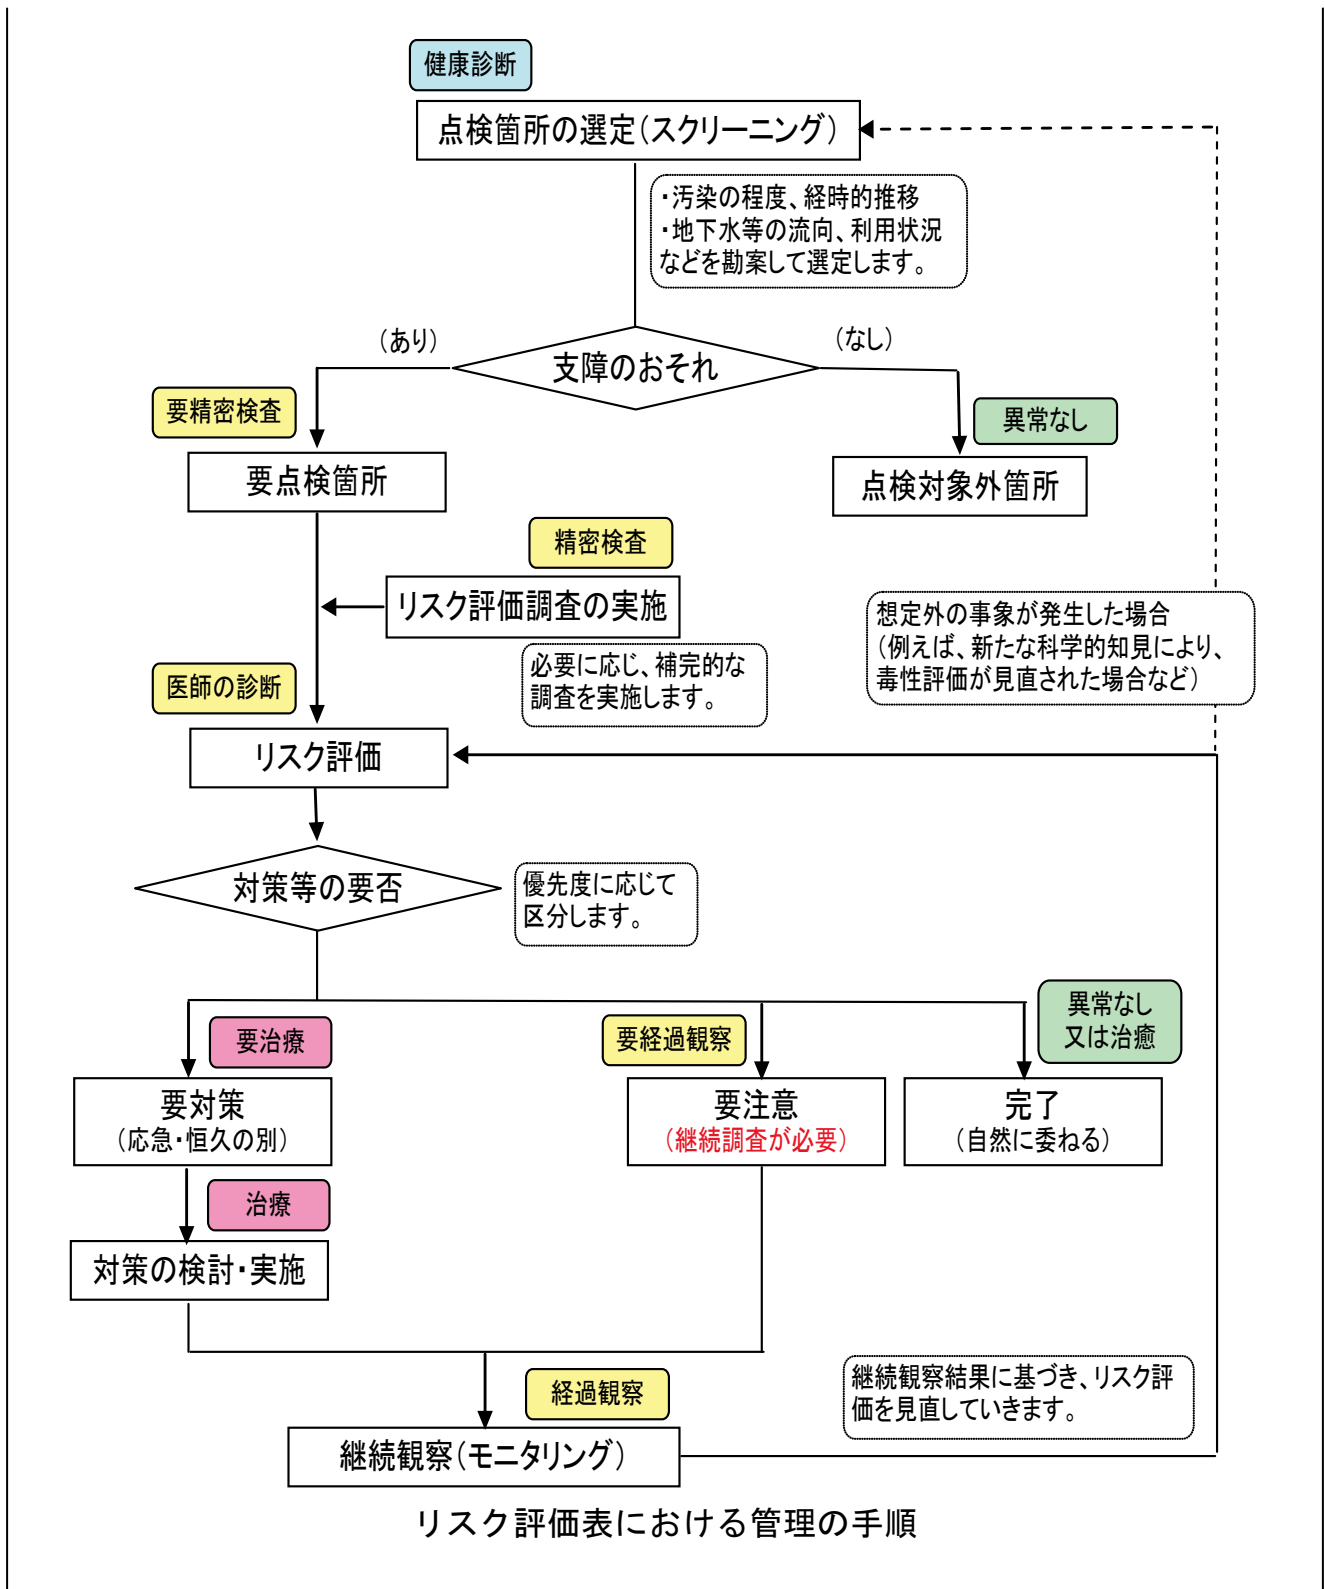 健康診断
点検箇所の選定(スクリーニング)
・汚染の程度、経時的推移
・地下水等の流向、利用状況
などを勘案して選定します。
(あり)
(なし)
支障のおそれ
要精密検査
異常なし
要点検箇所
点検対象外箇所
精密検査
リスク評価調査の実施
必要に応じ、補完的な
調査を実施します。
想定外の事象が発生した場合
(例えば、新たな科学的知見により、
毒性評価が見直された場合など)
医師の診断
リスク評価
対策等の要否
優先度に応じて
区分します。
要治療
要経過観察
異常なし
又は治癒
要対策
(応急・恒久の別)
要注意
(継続調査が必要)
完了
(自然に委ねる)
治療
対策の検討・実施
経過観察
継続観察結果に基づき、リスク評
価を見直していきます。
継続観察(モニタリング)
リスク評価表における管理の手順